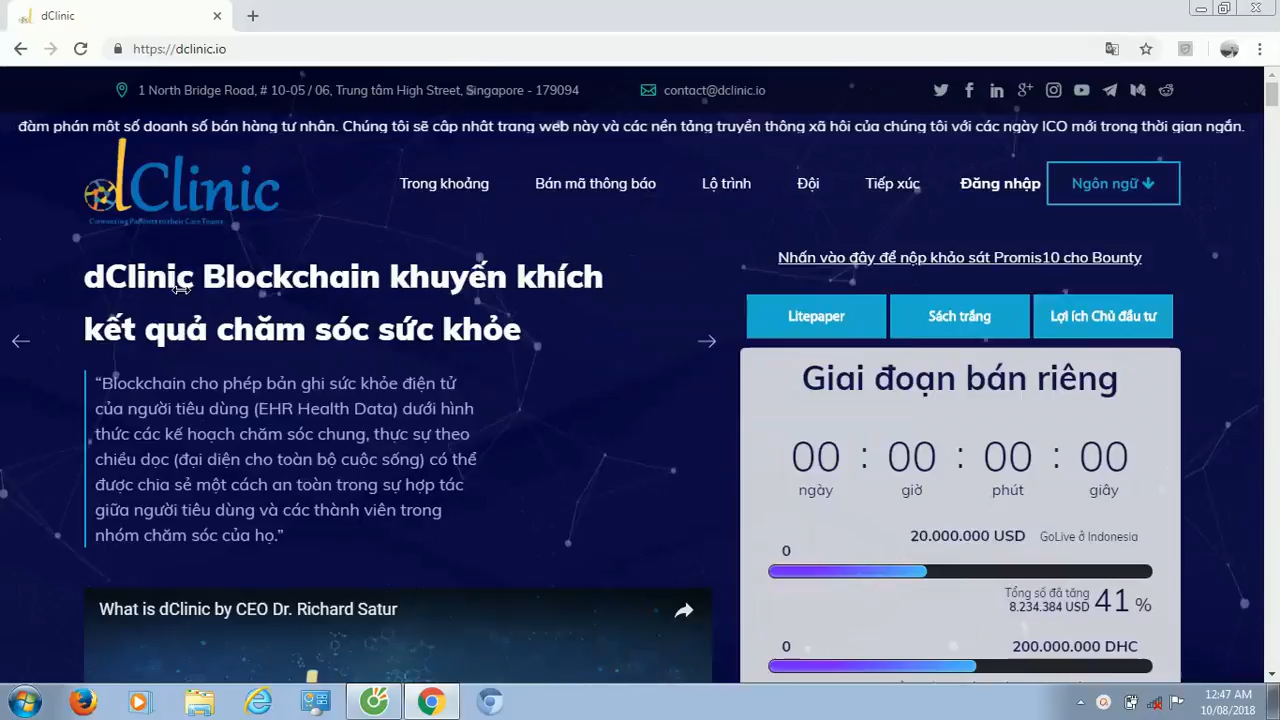 dClinic
https://dclinic.io
1 North Bridge Road, # 10-05 / 06, Trung tâm High Street, Singapore - 179094
contact@dclinic.io
đàm phán một số doanh số bán hàng tư nhân. Chúng tôi sẽ cập nhật trang web này và các nền tảng truyền thông xã hội của chúng tôi với các ngày ICO mới trong thời gian ngắn.
dClinic
Connecting Patients to their Care Teams
Trong khoảng
Bán mã thông báo
Lộ trình
Đội
Tiếp xúc
Đăng nhập
Ngôn ngữ
dClinic Blockchain khuyến khích
kết quả chăm sóc sức khỏe
“Blockchain cho phép bản ghi sức khỏe điện tử
của người tiêu dùng (EHR Health Data) dưới hình
thức các kế hoạch chăm sóc chung, thực sự theo
chiều dọc (đại diện cho toàn bộ cuộc sống) có thể
được chia sẻ một cách an toàn trong sự hợp tác
giữa người tiêu dùng và các thành viên trong
nhóm chăm sóc của họ.”
What is dClinic by CEO Dr. Richard Satur
Nhấn vào đây để nộp khảo sát Promis10 cho Bounty
Litepaper
Sách trắng
Lợi ích Chủ đầu tư
Giai đoạn bán riêng
00 : 00 : 00 : 00
ngày giờ phút giây
20.000.000 USD GoLive ở Indonesia
0
Tổng số đã tăng
8.234.384 USD 41 %
0 200.000.000 DHC
12:47 AM
10/08/2018